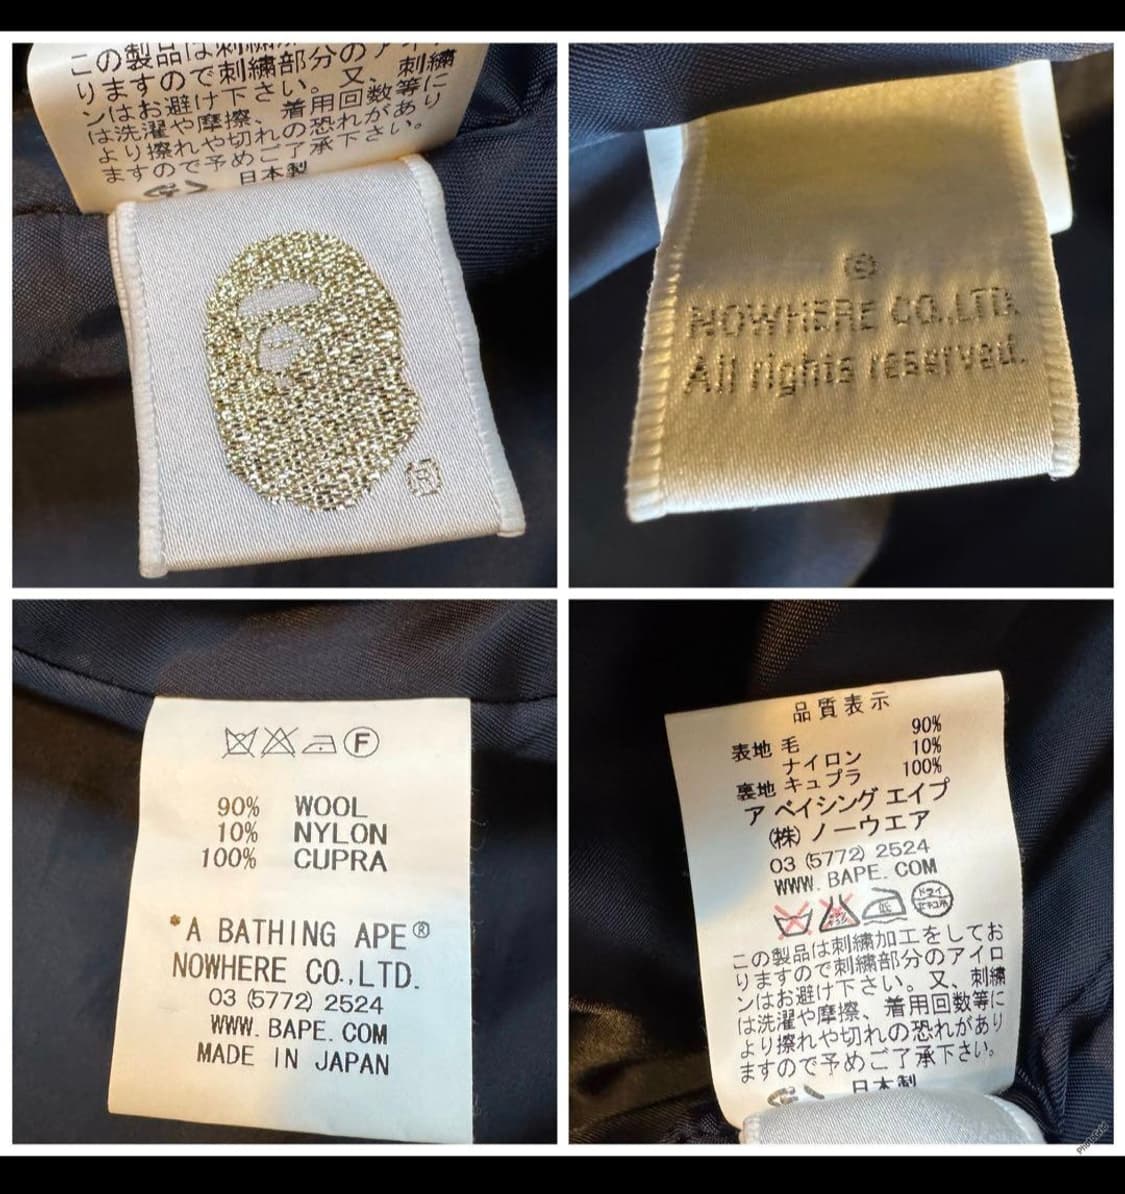 この製品は刺繍加
りますので刺繍部分のアイロ
ンはお避け下さい。又、刺繍
は洗濯や摩擦、着用回数等に
より擦れや切れの恐れがあり
ますので予めご了承下さい。
日本製
NOWHERE CO.,LTD.
All rights reserved.
F
90% WOOL
10% NYLON
100% CUPRA
*A BATHING APE®
NOWHERE CO.,LTD.
03 (5772) 2524
WWW.BAPE.COM
MADE IN JAPAN
品質表示
表地 毛 90%
ナイロン 10%
裏地 キュプラ 100%
ア ベイシング エイプ
(株) ノーウエア
03 (5772) 2524
WWW.BAPE.COM
低 ドライ
この製品は刺繍加工をしてお
りますので刺繍部分のアイロ
ンはお避け下さい。又、刺繍
は洗濯や摩擦、着用回数等に
より擦れや切れの恐れがあり
ますので予めご了承下さい。
日本製